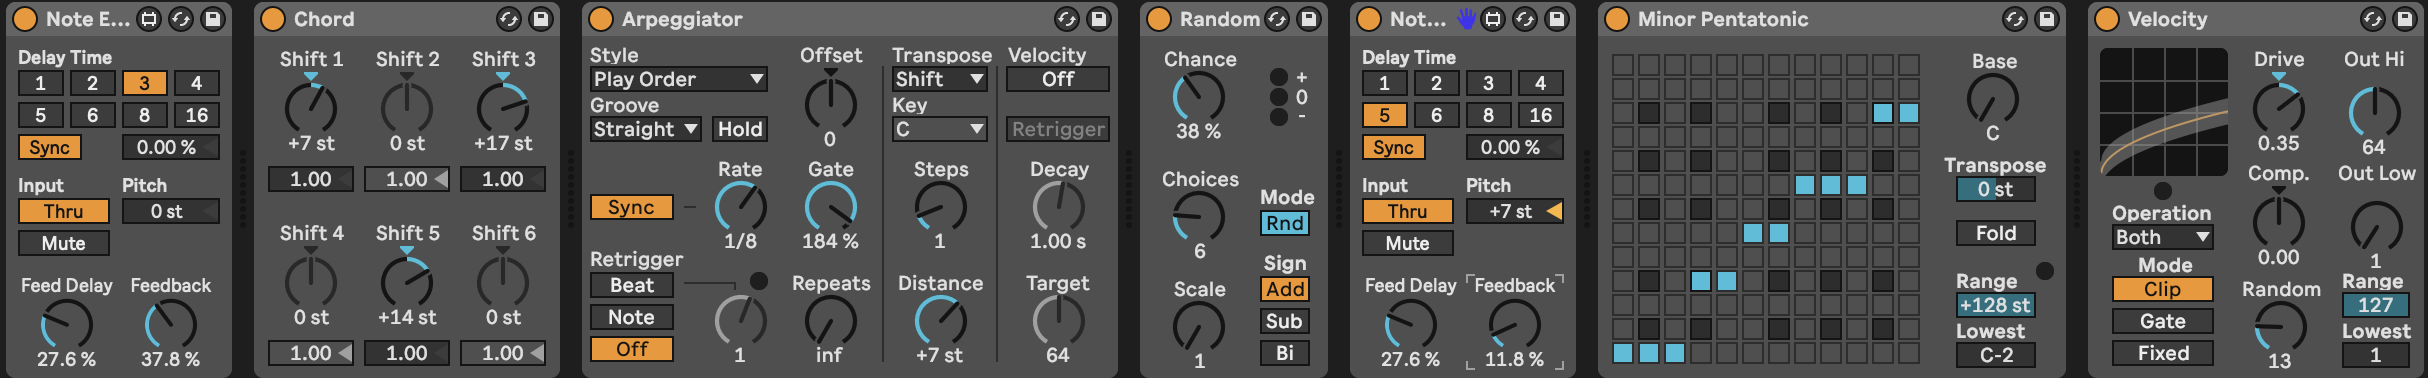 Note E...
Delay Time
1 2 3 4
5 6 8 16
Sync 0.00 %
Input Pitch
Thru 0 st
Mute
Feed Delay Feedback
27.6 % 37.8 %
Chord
Shift 1 Shift 2 Shift 3
+7 st 0 st +17 st
1.00 1.00 1.00
Shift 4 Shift 5 Shift 6
0 st +14 st 0 st
1.00 1.00 1.00
Arpeggiator
Style Offset Transpose Velocity
Play Order Shift Off
Groove Key
Straight Hold 0 C Retrigger
Rate Gate Steps Decay
Sync
1/8 184 % 1 1.00 s
Retrigger
Beat Repeats Distance Target
Note
Off 1 inf +7 st 64
Random
Chance
+
0
-
38 %
Choices
Mode
Rnd
6
Sign
Scale Add
Sub
1 Bi
Not...
Delay Time
1 2 3 4
5 6 8 16
Sync 0.00 %
Input Pitch
Thru +7 st
Mute
Feed Delay Feedback
27.6 % 11.8 %
Minor Pentatonic
Base
C
Transpose
0 st
Fold
Range
+128 st
Lowest
C-2
Velocity
Drive Out Hi
0.35 64
Comp. Out Low
Operation
Both
0.00 1
Mode
Clip
Random Range
127
Gate
Lowest
Fixed 13 1